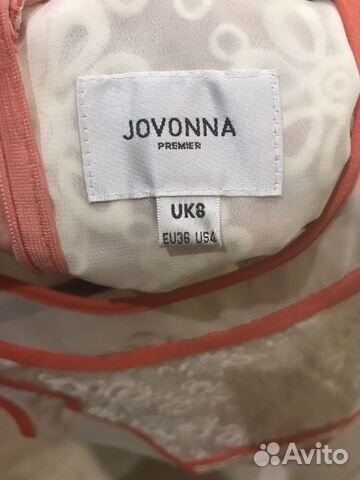 JOVONNA
PREMIER
UK8
EU36 US4
Avito